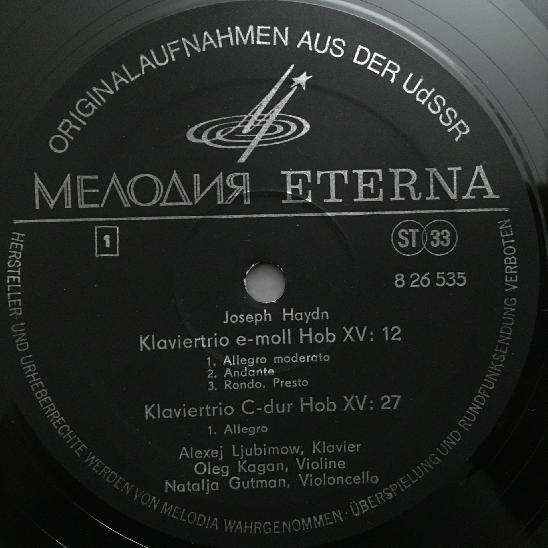 ORIGINALAUFNAHMEN AUS DER UdSSR
МЕЛОДИЯ ETERNA
1
ST 33
8 26 535
Joseph Haydn
Klaviertrio e-moll Hob XV: 12
1. Allegro moderato
2. Andante
3. Rondo. Presto
Klaviertrio C-dur Hob XV: 27
1. Allegro
Alexej Ljubimow, Klavier
Oleg Kagan, Violine
Natalja Gutman, Violoncello
HERSTELLER- UND URHEBERRECHTE WERDEN VON MELODIA WAHRGENOMMEN · ÜBERSPIELUNG UND RUNDFUNKSENDUNG VERBOTEN